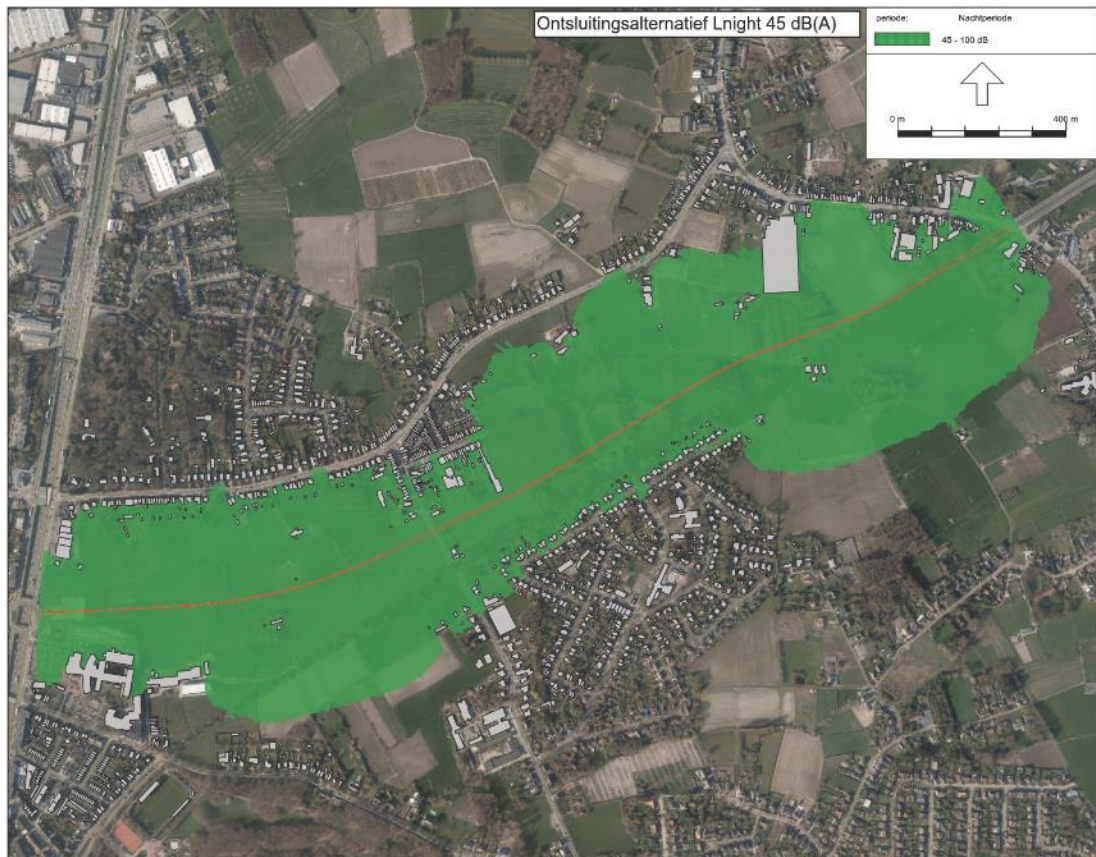 Ontsluitingsalternatief Lnight 45 dB(A)
periode: Nachtperiode
45 - 100 dB
0 m 400 m